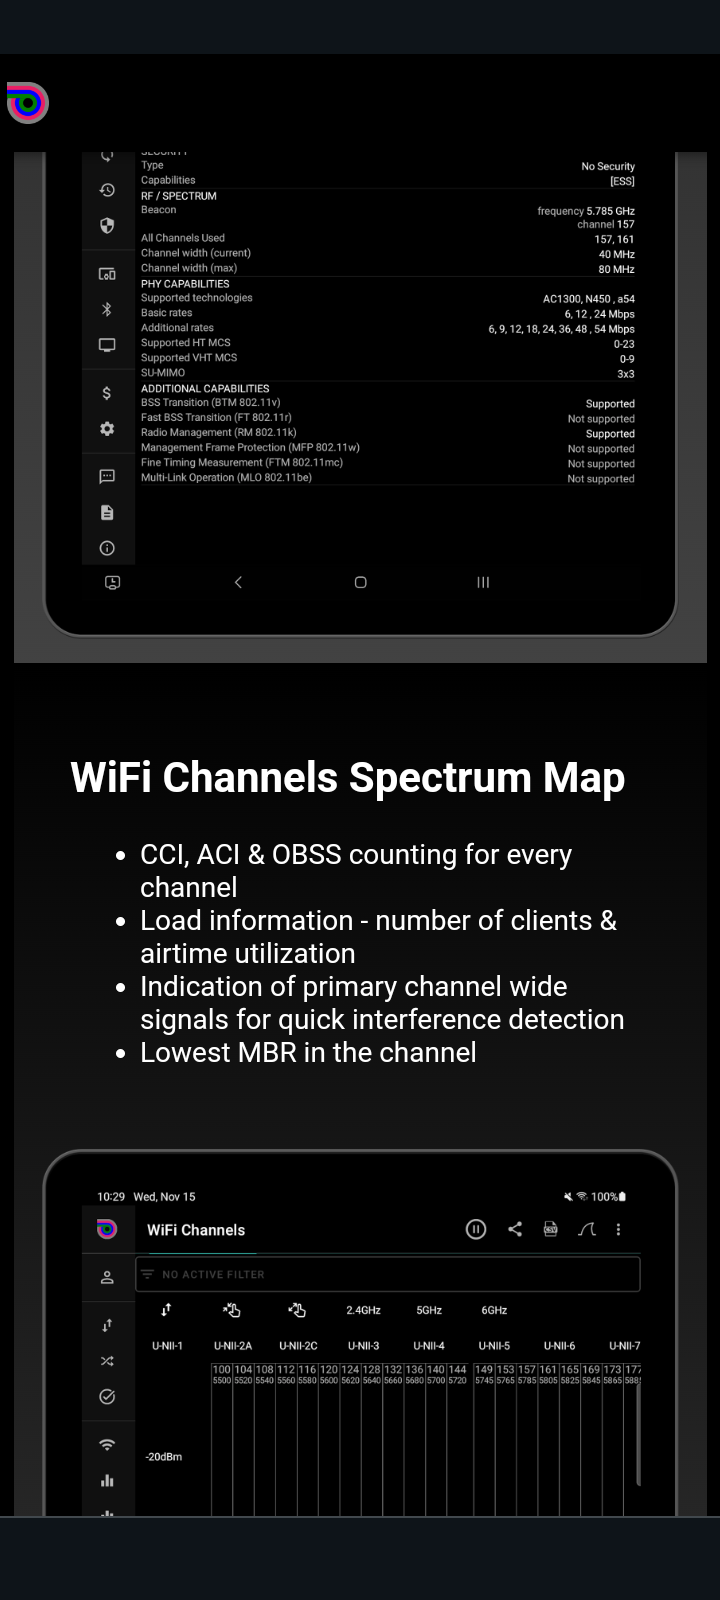 SECURITY
Type No Security
Capabilities [ESS]
RF / SPECTRUM
Beacon frequency 5.785 GHz
channel 157
All Channels Used 157, 161
Channel width (current) 40 MHz
Channel width (max) 80 MHz
PHY CAPABILITIES
Supported technologies AC1300, N450 , a54
Basic rates 6, 12 , 24 Mbps
Additional rates 6, 9, 12, 18, 24, 36, 48 , 54 Mbps
Supported HT MCS 0-23
Supported VHT MCS 0-9
SU-MIMO 3x3
ADDITIONAL CAPABILITIES
BSS Transition (BTM 802.11v) Supported
Fast BSS Transition (FT 802.11r) Not supported
Radio Management (RM 802.11k) Supported
Management Frame Protection (MFP 802.11w) Not supported
Fine Timing Measurement (FTM 802.11mc) Not supported
Multi-Link Operation (MLO 802.11be) Not supported
WiFi Channels Spectrum Map
• CCI, ACI & OBSS counting for every
channel
• Load information - number of clients &
airtime utilization
• Indication of primary channel wide
signals for quick interference detection
• Lowest MBR in the channel
10:29 Wed, Nov 15 100%
WiFi Channels CSV
NO ACTIVE FILTER
2.4GHz 5GHz 6GHz
U-NII-1 U-NII-2A U-NII-2C U-NII-3 U-NII-4 U-NII-5 U-NII-6 U-NII-7
100 104 108 112 116 120 124 128 132 136 140 144 149 153 157 161 165 169 173 177
5500 5520 5540 5560 5580 5600 5620 5640 5660 5680 5700 5720 5745 5765 5785 5805 5825 5845 5865
-20dBm